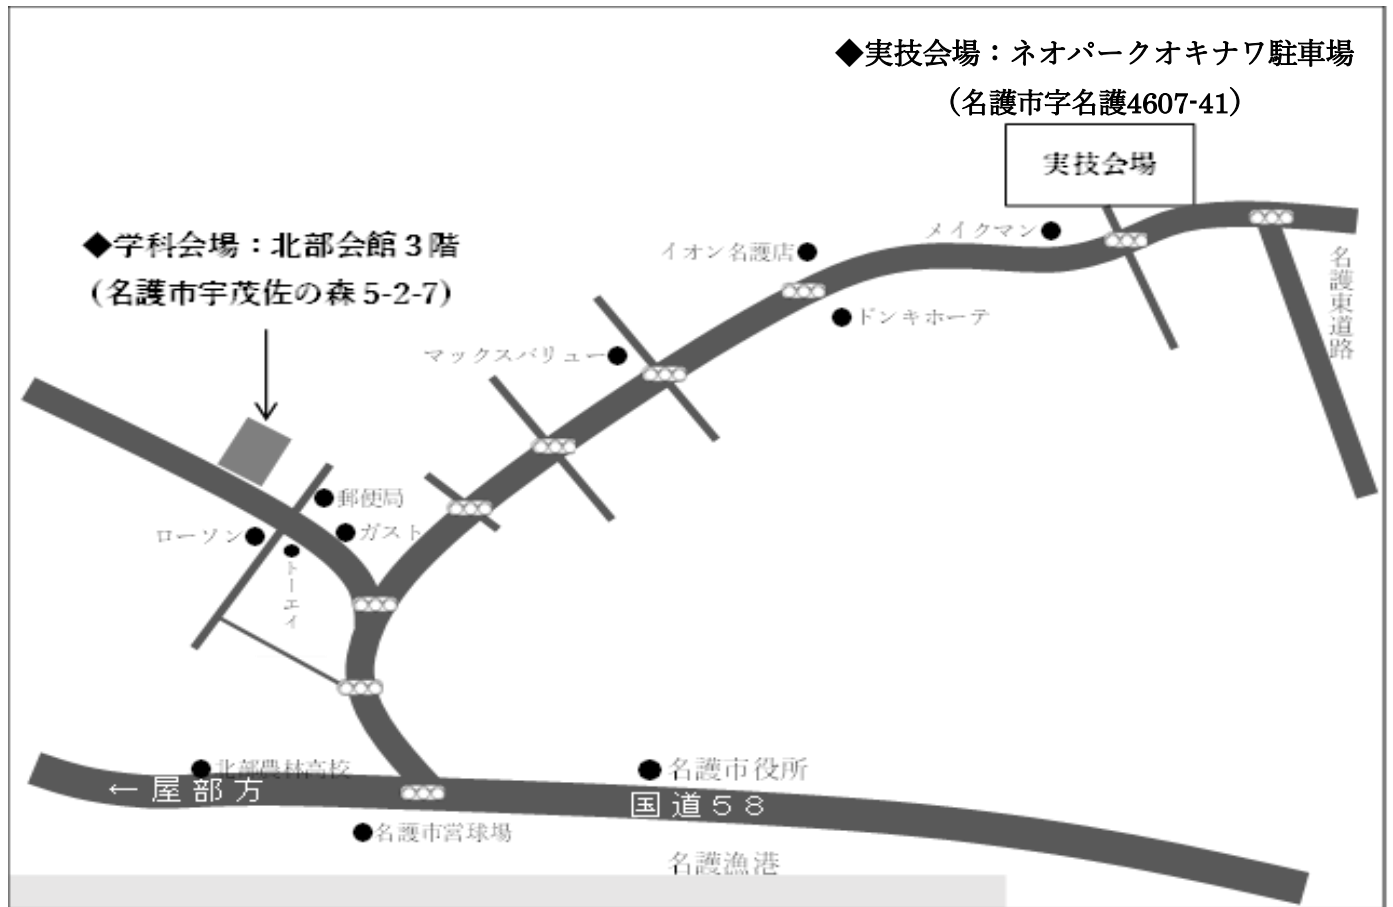 ◆実技会場：ネオパークオキナワ駐車場
（名護市字名護4607-41）
実技会場
◆学科会場：北部会館３階
（名護市宇茂佐の森5-2-7）
メイクマン
イオン名護店
名護東道路
ドンキホーテ
マックスバリュー
郵便局
ローソン
ガスト
トーエイ
北部農林高校
名護市役所
←屋部方
国道５８
名護市営球場
名護漁港